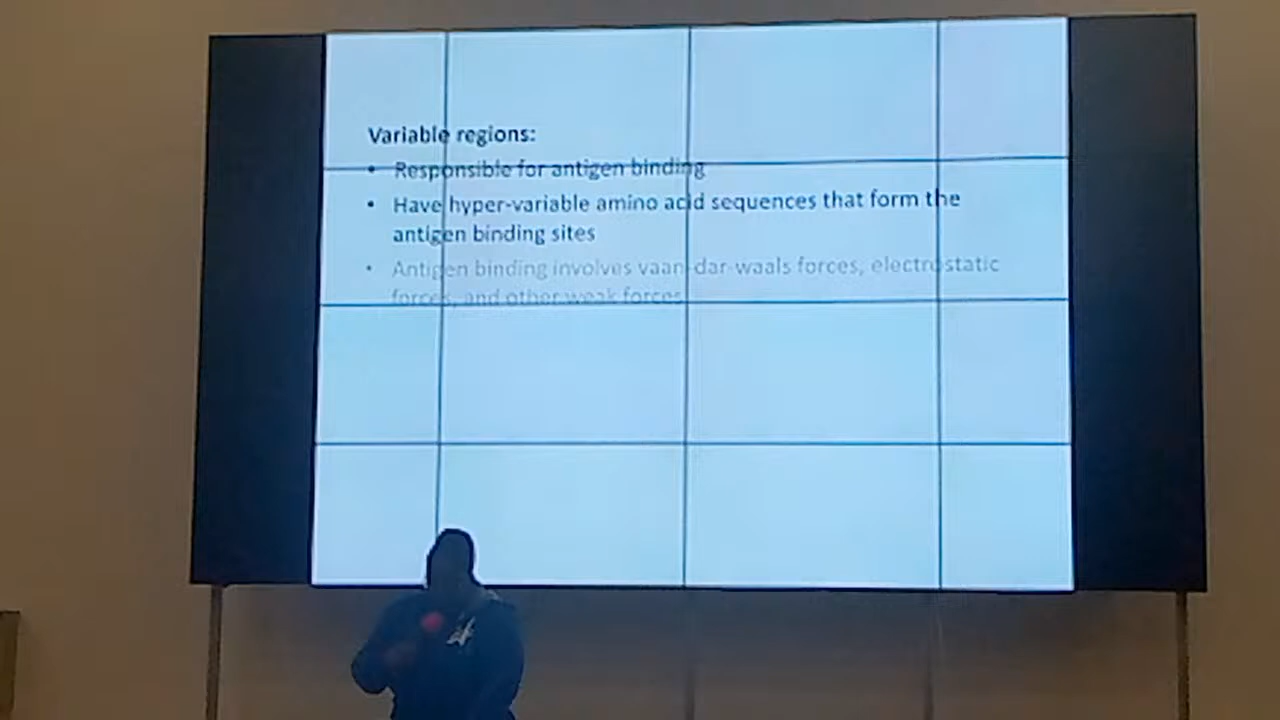 Variable regions:
• Responsible for antigen binding
• Have hyper-variable amino acid sequences that form the
antigen binding sites
• Antigen binding involves vaan-dar-waals forces, electrostatic
forces, and other weak forces